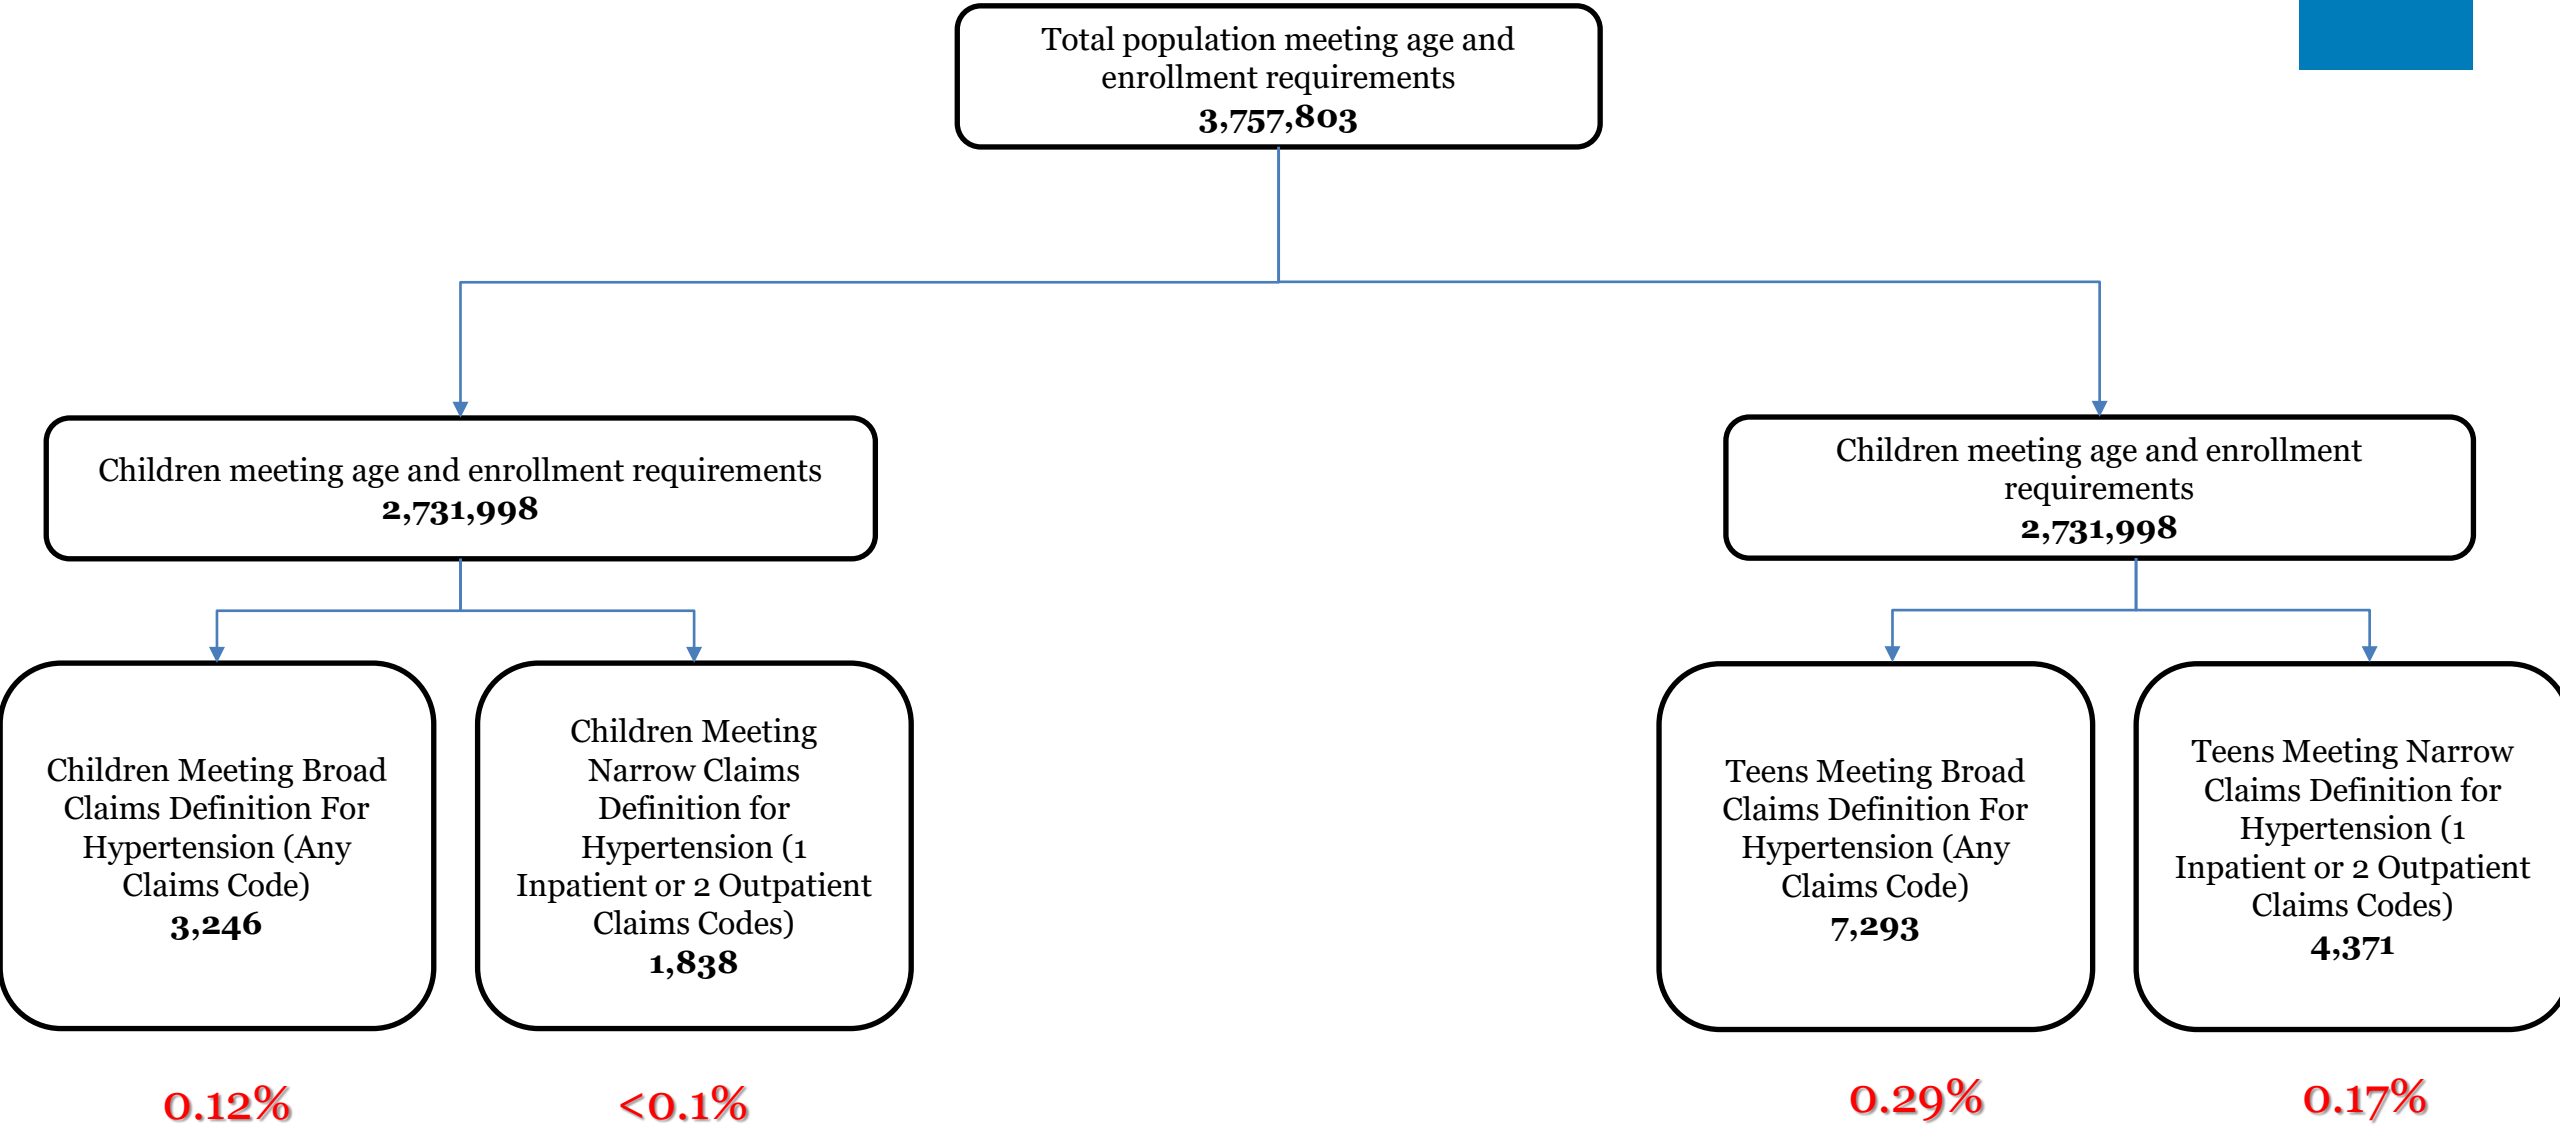 Total population meeting age and
enrollment requirements
3,757,803
Children meeting age and enrollment requirements
2,731,998
Children meeting age and enrollment
requirements
2,731,998
Children Meeting Broad
Claims Definition For
Hypertension (Any
Claims Code)
3,246
Children Meeting
Narrow Claims
Definition for
Hypertension (1
Inpatient or 2 Outpatient
Claims Codes)
1,838
Teens Meeting Broad
Claims Definition For
Hypertension (Any
Claims Code)
7,293
Teens Meeting Narrow
Claims Definition for
Hypertension (1
Inpatient or 2 Outpatient
Claims Codes)
4,371
0.12%
<0.1%
0.29%
0.17%